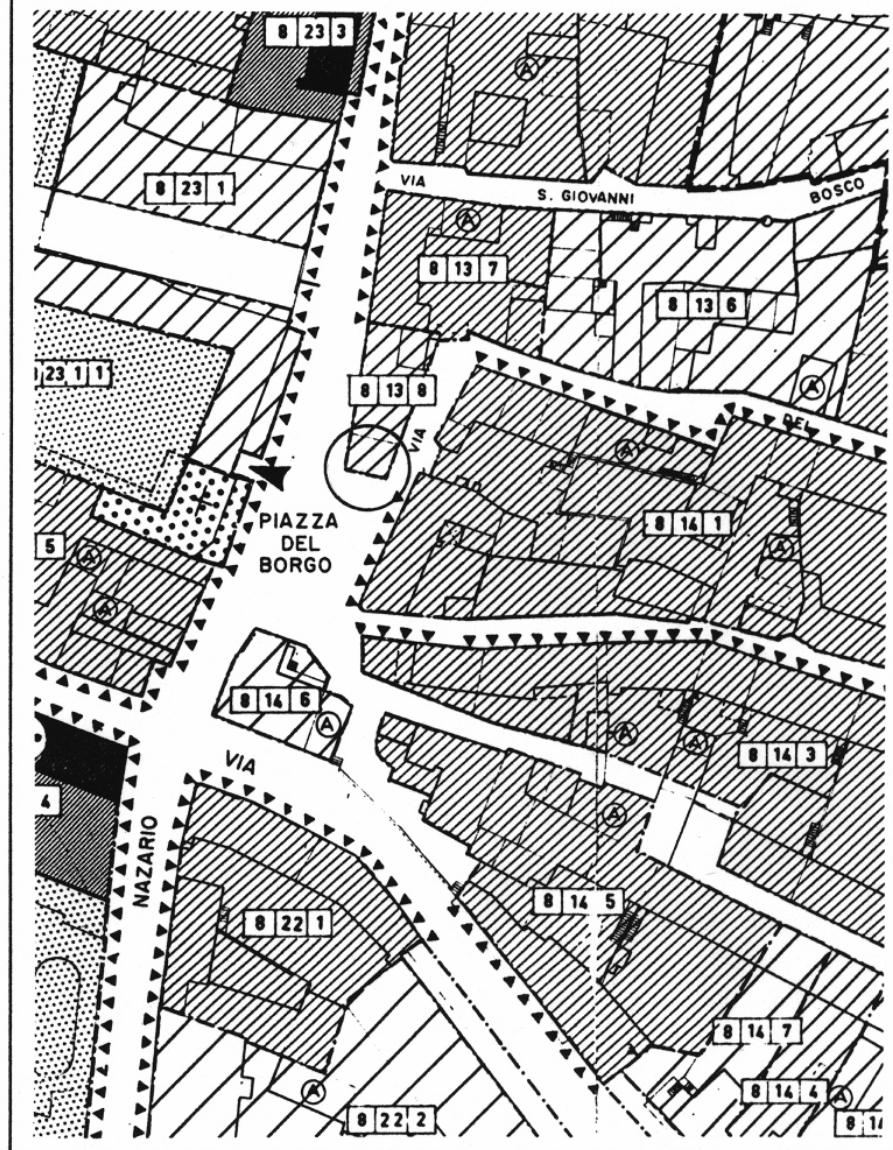 8 23 3
VIA
S. GIOVANNI
BOSCO
8 23 1
A
A
8 13 7
8 13 6
23 1 1
8 13 8
A
VIA
DEL
A
PIAZZA
DEL
BORGO
8 14 1
5
A
A
A
8 14 6
A
A
A
8 14 3
VIA
4
A
NAZARIO
8 14 5
8 22 1
8 14 7
A
8 14 4
A
8 22 2
8 14